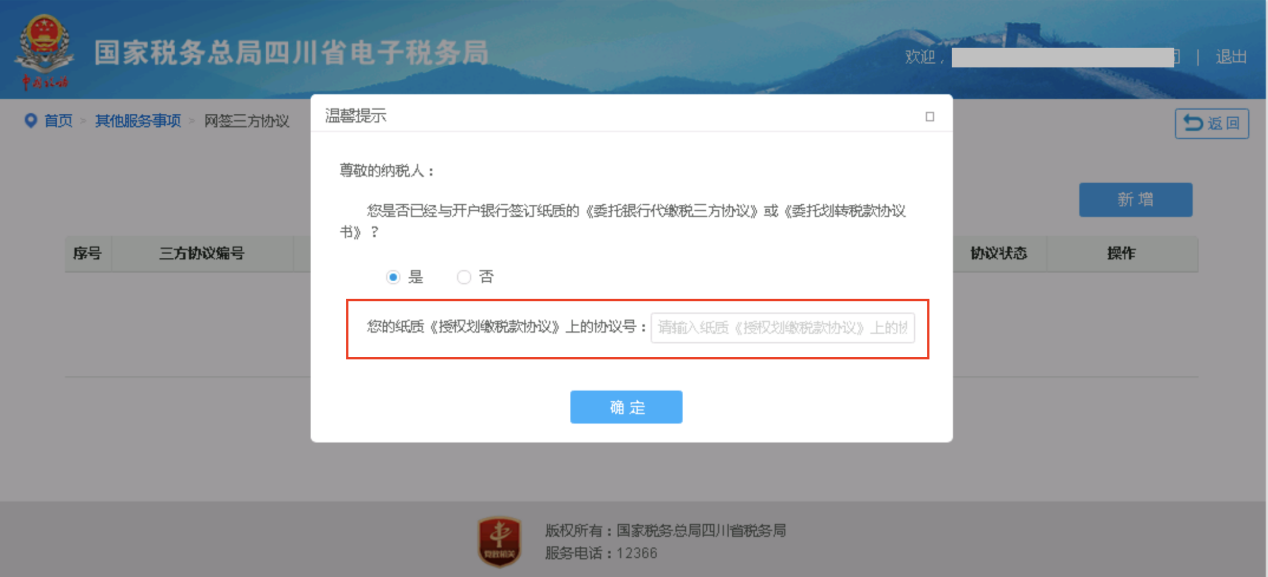 国家税务总局四川省电子税务局
欢迎， | 退出
首页 > 其他服务事项 > 网签三方协议
返回
温馨提示
尊敬的纳税人：
您是否已经与开户银行签订纸质的《委托银行代缴税三方协议》或《委托划转税款协议
书》？
新增
序号 三方协议编号 协议状态 操作
是 否
您的纸质《授权划缴税款协议》上的协议号： 请输入纸质《授权划缴税款协议》上的协
确定
版权所有：国家税务总局四川省税务局
服务电话：12366